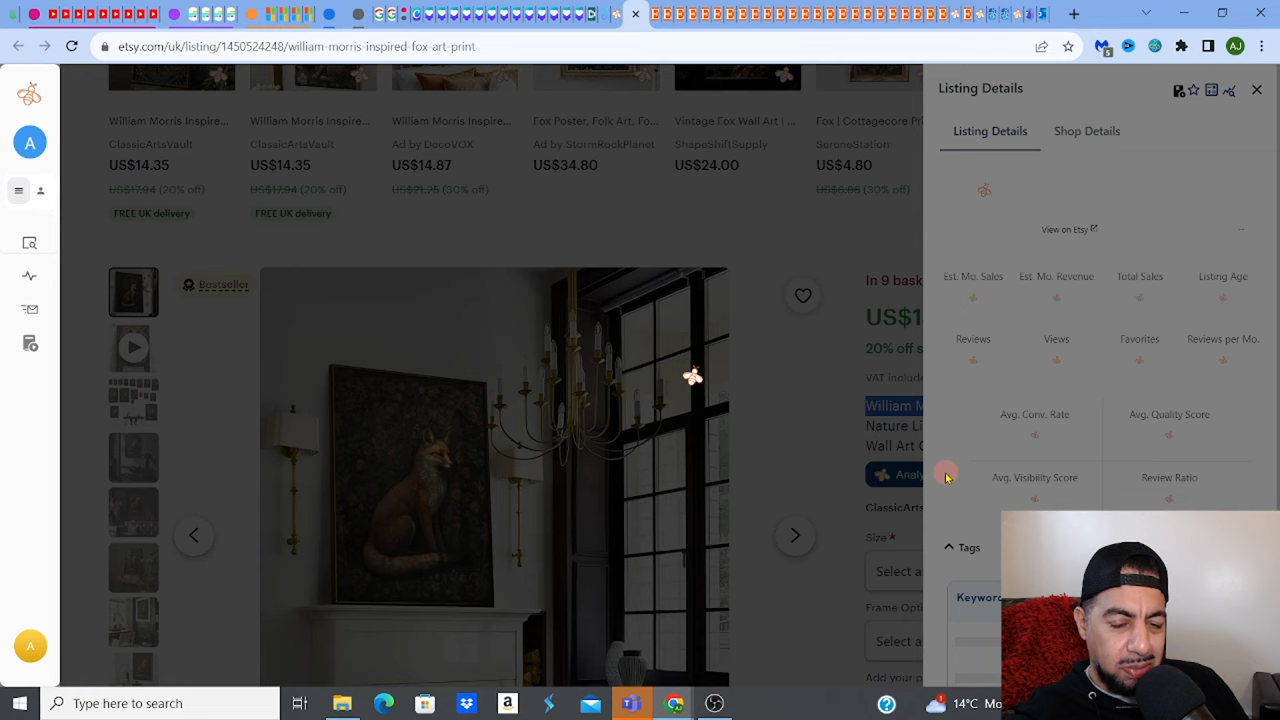 etsy.com/uk/listing/1450524248/william-morris-inspired-fox-art-print
5
AJ
A
William Morris Inspire...
William Morris Inspire...
William Morris Inspire...
Fox Poster, Folk Art, Fo...
Vintage Fox Wall Art | ...
Fox | Cottagecore Pri
ClassicArtsVault
ClassicArtsVault
Ad by DecoVOX
Ad by StormRockPlanet
ShapeShiftSupply
SereneStation
US$14.35
US$14.35
US$14.87
US$34.80
US$24.00
US$4.80
US$17.94 (20% off)
US$17.94 (20% off)
US$21.25 (30% off)
US$6.86 (30% off)
FREE UK delivery
FREE UK delivery
Bestseller
In 9 bask
US$1
20% off s
VAT include
William M
Nature Li
Wall Art C
Analy
ClassicArts
Size*
Select a
Frame Opti
Select a
Add your p
Listing Details
Listing Details
Shop Details
View on Etsy
Est. Mo. Sales
Est. Mo. Revenue
Total Sales
Listing Age
Reviews
Views
Favorites
Reviews per Mo.
Avg. Conv. Rate
Avg. Quality Score
Avg. Visibility Score
Review Ratio
Tags
Keyword
A
Type here to search
14°C Mo